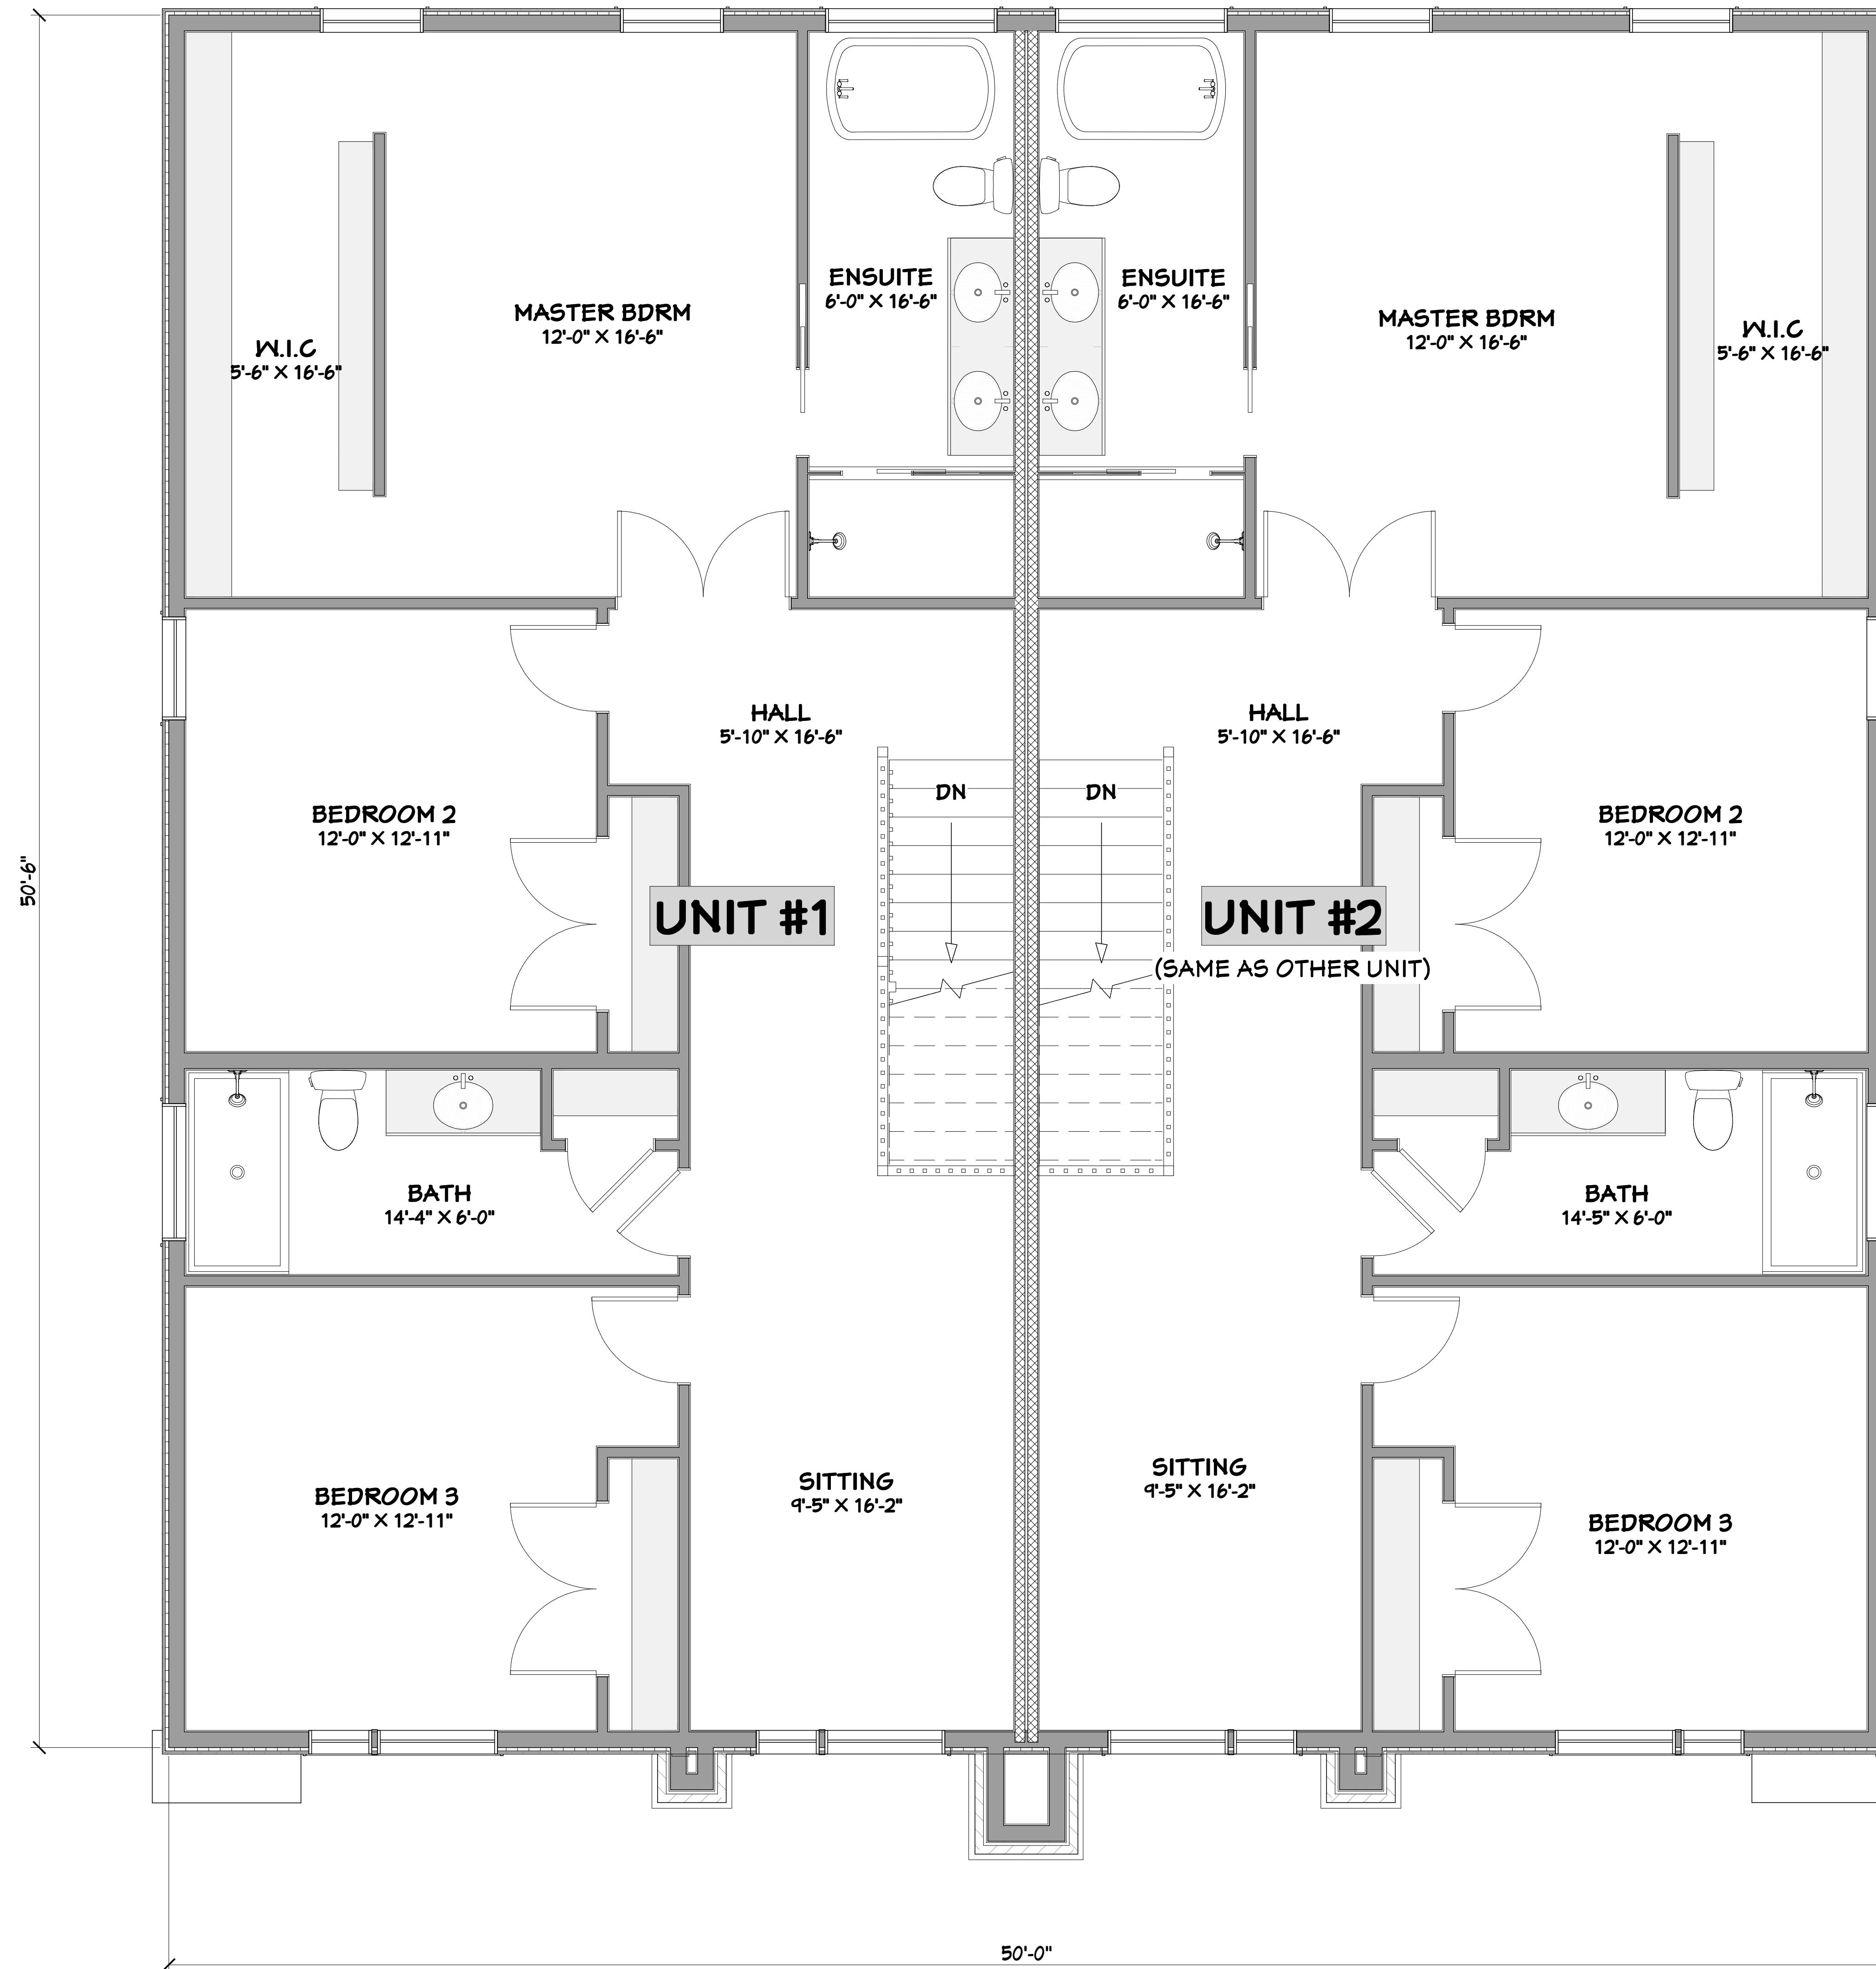 ENSUITE
6'-0" X 16'-6"
ENSUITE
6'-0" X 16'-6"
MASTER BDRM
12'-0" X 16'-6"
MASTER BDRM
12'-0" X 16'-6"
W.I.C
5'-6" X 16'-6"
W.I.C
5'-6" X 16'-6"
HALL
5'-10" X 16'-6"
HALL
5'-10" X 16'-6"
DN
DN
BEDROOM 2
12'-0" X 12'-11"
BEDROOM 2
12'-0" X 12'-11"
50'-6"
UNIT #1
UNIT #2
(SAME AS OTHER UNIT)
BATH
14'-4" X 6'-0"
BATH
14'-5" X 6'-0"
SITTING
9'-5" X 16'-2"
SITTING
9'-5" X 16'-2"
BEDROOM 3
12'-0" X 12'-11"
BEDROOM 3
12'-0" X 12'-11"
50'-0"